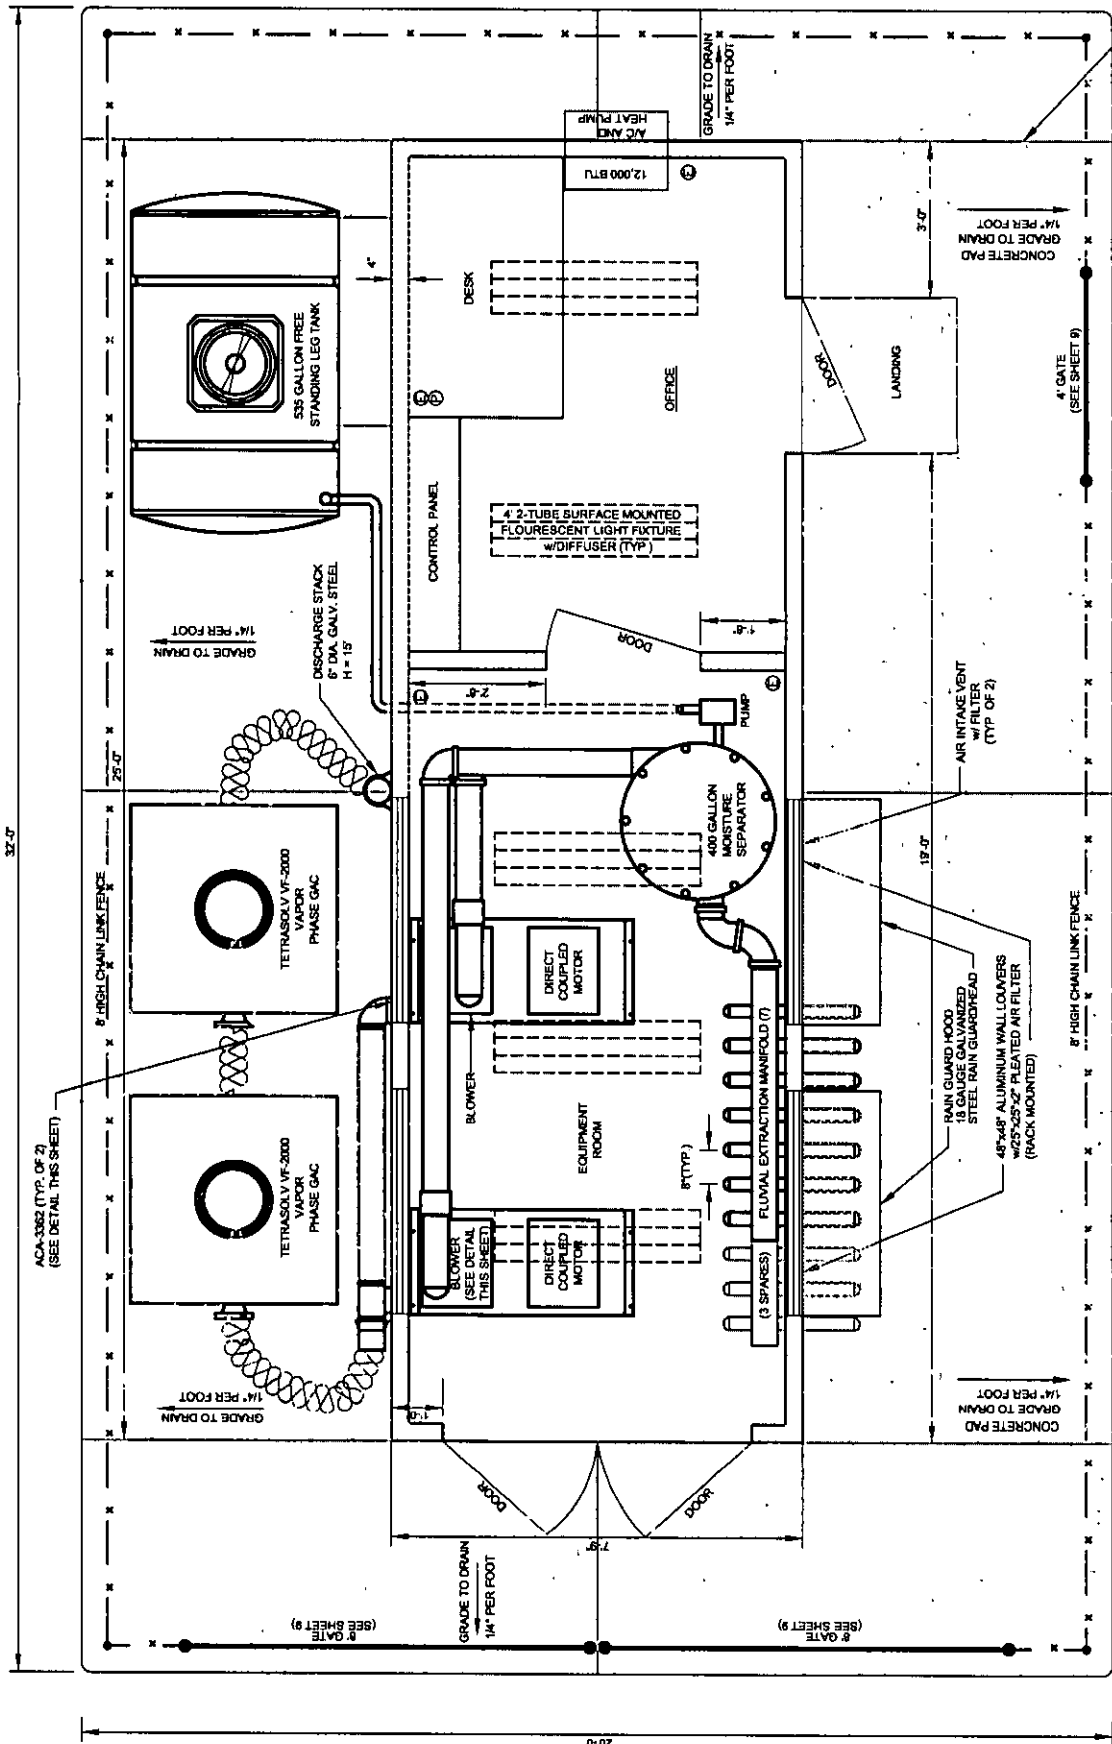 32'-0"
20'-0"
25'-0"
8' HIGH CHAIN LINK FENCE
ACA-3362 (TYP. OF 2)
(SEE DETAIL THIS SHEET)
TETRASOLV VF-2000
VAPOR
PHASE GAC
TETRASOLV VF-2000
VAPOR
PHASE GAC
GRADE TO DRAIN
1/4" PER FOOT
GRADE TO DRAIN
1/4" PER FOOT
DISCHARGE STACK
6" DIA. GALV. STEEL
H = 15'
535 GALLON FREE
STANDING LEG TANK
4"
GRADE TO DRAIN
1/4" PER FOOT
A/C AND
HEAT PUMP
12,000 BTU
DESK
CONTROL PANEL
OFFICE
4' 2-TUBE SURFACE MOUNTED
FLOURESCENT LIGHT FIXTURE
w/DIFFUSER (TYP )
DOOR
1'-8"
2'-8"
DOOR
LANDING
3'-0"
CONCRETE PAD
GRADE TO DRAIN
1/4" PER FOOT
4' GATE
(SEE SHEET 9)
PUMP
400 GALLON
MOISTURE
SEPARATOR
DIRECT
COUPLED
MOTOR
BLOWER
EQUIPMENT
ROOM
BLOWER
(SEE DETAIL
THIS SHEET)
DIRECT
COUPLED
MOTOR
8"(TYP )
FLUVIAL EXTRACTION MANIFOLD (7)
(3 SPARES)
AIR INTAKE VENT
w/ FILTER
(TYP OF 2)
19'-0"
RAIN GUARD HOOD
18 GAUGE GALVANIZED
STEEL RAIN GUARD/HEAD
48"x48" ALUMINUM WALL LOUVERS
w/25"x25"x2" PLEATED AIR FILTER
(RACK MOUNTED)
8' HIGH CHAIN LINK FENCE
CONCRETE PAD
GRADE TO DRAIN
1/4" PER FOOT
1'-0"
DOOR
DOOR
7'-9"
GRADE TO DRAIN
1/4" PER FOOT
8' GATE
(SEE SHEET 9)
8' GATE
(SEE SHEET 9)